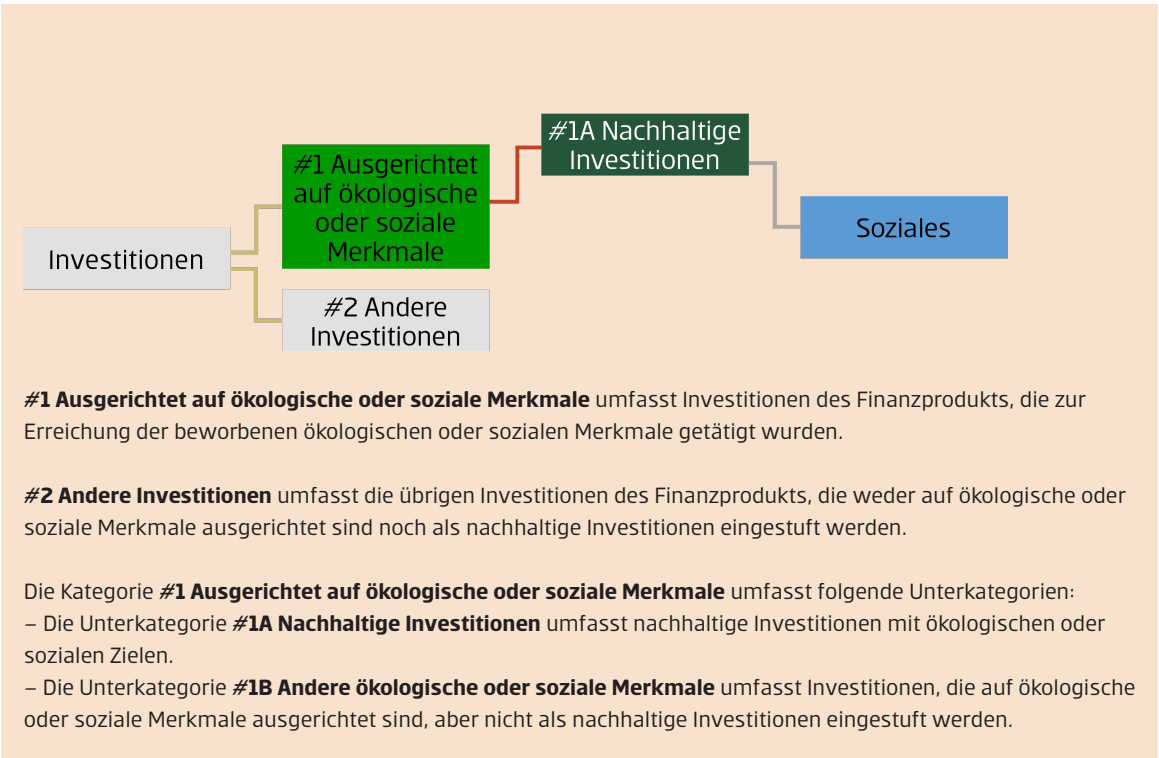 #1A Nachhaltige
Investitionen
#1 Ausgerichtet
auf ökologische
oder soziale
Merkmale
Soziales
Investitionen
#2 Andere
Investitionen
#1 Ausgerichtet auf ökologische oder soziale Merkmale umfasst Investitionen des Finanzprodukts, die zur
Erreichung der beworbenen ökologischen oder sozialen Merkmale getätigt wurden.
#2 Andere Investitionen umfasst die übrigen Investitionen des Finanzprodukts, die weder auf ökologische oder
soziale Merkmale ausgerichtet sind noch als nachhaltige Investitionen eingestuft werden.
Die Kategorie #1 Ausgerichtet auf ökologische oder soziale Merkmale umfasst folgende Unterkategorien:
– Die Unterkategorie #1A Nachhaltige Investitionen umfasst nachhaltige Investitionen mit ökologischen oder
sozialen Zielen.
– Die Unterkategorie #1B Andere ökologische oder soziale Merkmale umfasst Investitionen, die auf ökologische
oder soziale Merkmale ausgerichtet sind, aber nicht als nachhaltige Investitionen eingestuft werden.